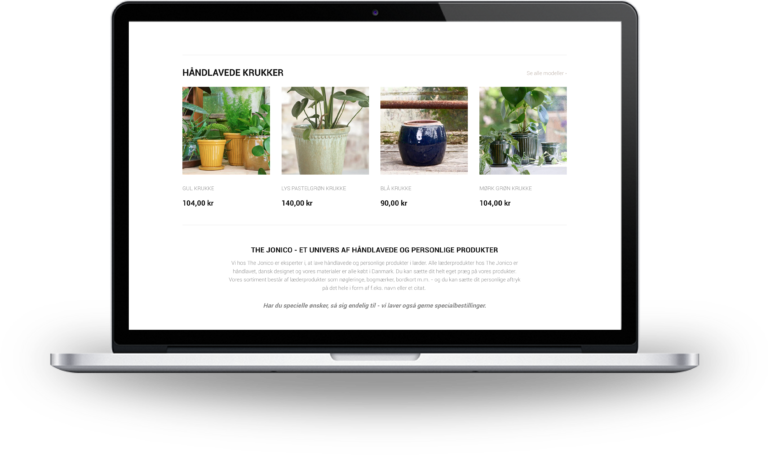 HÅNDLAVEDE KRUKKER
Se alle modeller ›
GUL KRUKKE
LYS PASTELGRØN KRUKKE
BLÅ KRUKKE
MØRK GRØN KRUKKE
104,00 kr
140,00 kr
90,00 kr
104,00 kr
THE JONICO - ET UNIVERS AF HÅNDLAVEDE OG PERSONLIGE PRODUKTER
Vi hos The Jonico er eksperter i, at lave håndlavede og personlige produkter i læder. Alle læderprodukter hos The Jonico er
håndlavet, dansk designet og vores materialer er alle købt i Danmark. Du kan sætte dit helt eget præg på vores produkter.
Vores sortiment består af læderprodukter som nøgleringe, bogmærker, bordkort m.m. - og du kan sætte dit personlige aftryk
på det hele i form af f.eks. navn eller et citat.
Har du specielle ønsker, så sig endelig til - vi laver også gerne specialbestillinger.